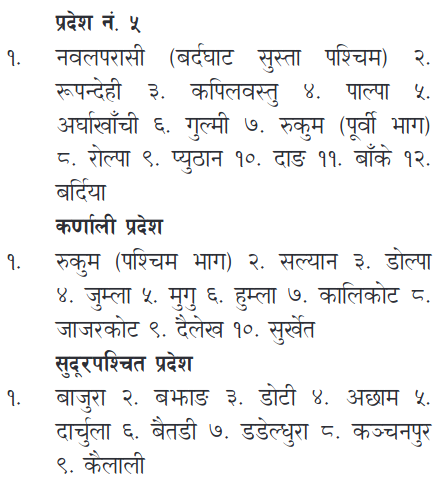 प्रदेश नं. ५
१. नवलपरासी (बर्दघाट सुस्ता पश्चिम) २.
रूपन्देही ३. कपिलवस्तु ४. पाल्पा ५.
अर्घाखाँची ६. गुल्मी ७. रुकुम (पूर्वी भाग)
८. रोल्पा ९. प्युठान १०. दाङ ११. बाँके १२.
बर्दिया
कर्णाली प्रदेश
१. रुकुम (पश्चिम भाग) २. सल्यान ३. डोल्पा
४. जुम्ला ५. मुगु ६. हुम्ला ७. कालिकोट ८.
जाजरकोट ९. दैलेख १०. सुर्खेत
सुदूरपश्चित प्रदेश
१. बाजुरा २. बझाङ ३. डोटी ४. अछाम ५.
दार्चुला ६. बैतडी ७. डडेल्धुरा ८. कञ्चनपुर
९. कैलाली